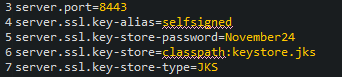 3 server.port=8443
4 server.ssl.key-alias=selfsigned
5 server.ssl.key-store-password=November24
6 server.ssl.key-store=classpath:keystore.jks
7 server.ssl.key-store-type=JKS